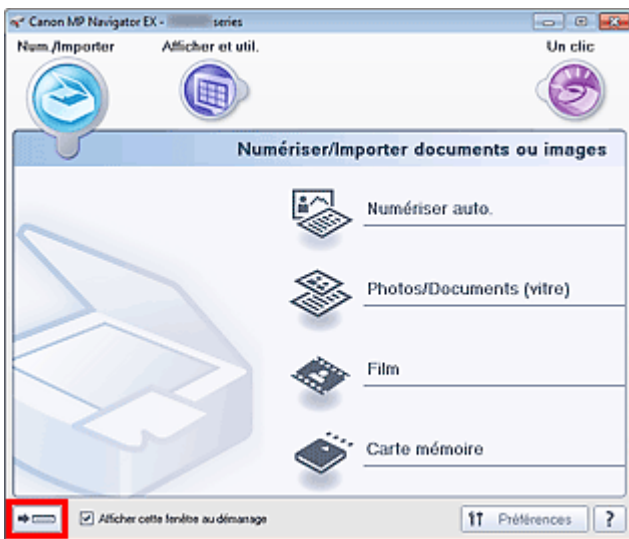 Canon MP Navigator EX - series
Num./Importer Afficher et util. Un clic
Numériser/Importer documents ou images
Numériser auto.
Photos/Documents (vitre)
Film
Carte mémoire
Afficher cette fenêtre au démarrage Préférences ?